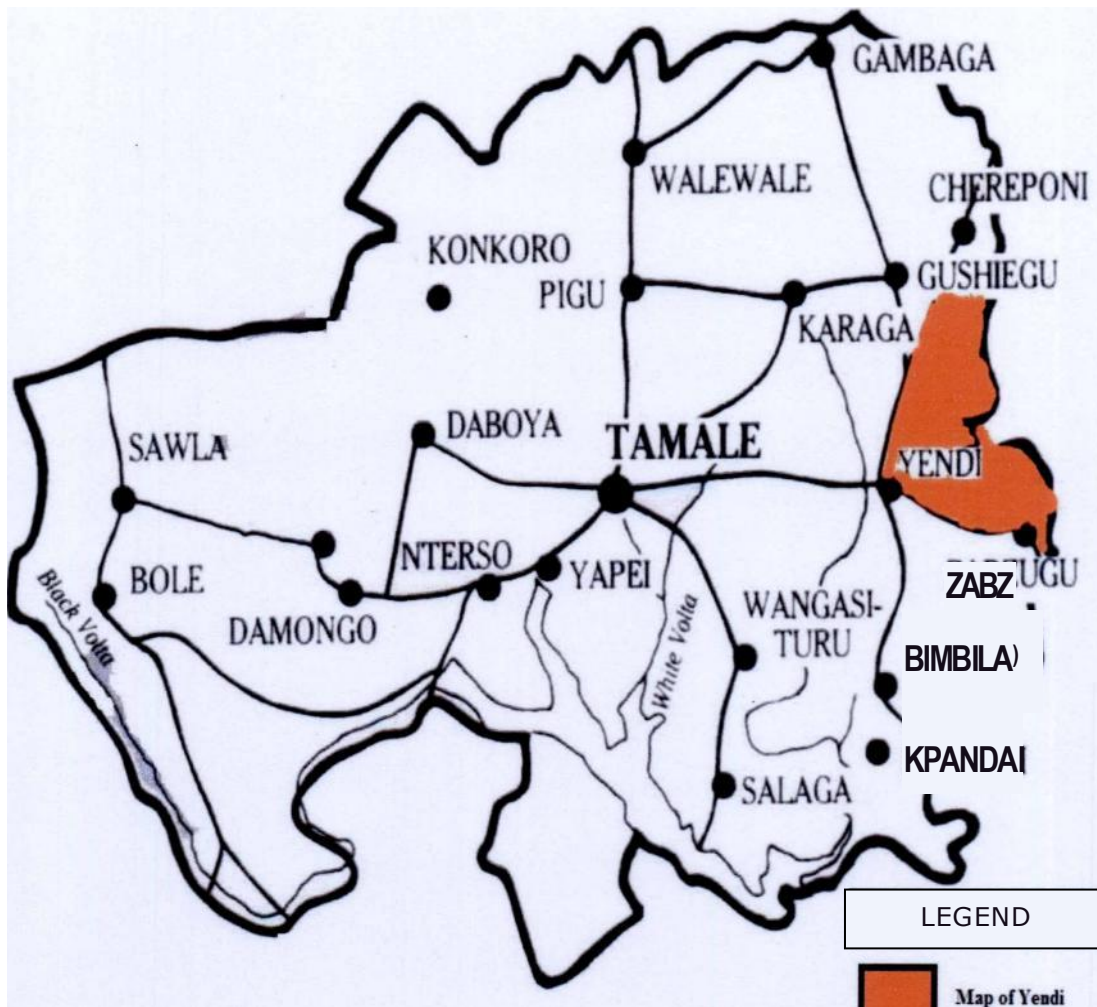 GAMBAGA
WALEWALE
CHEREPONI
KONKORO
GUSHIEGU
PIGU
KARAGA
DABOYA
TAMALE
SAWLA
YENDI
NTERSO
YAPEI
ZABZ
UGU
BOLE
DAMONGO
WANGASI-
TURU
Black Volta
White Volta
BIMBILA)
KPANDAI
SALAGA
LEGEND
Map of Yendi